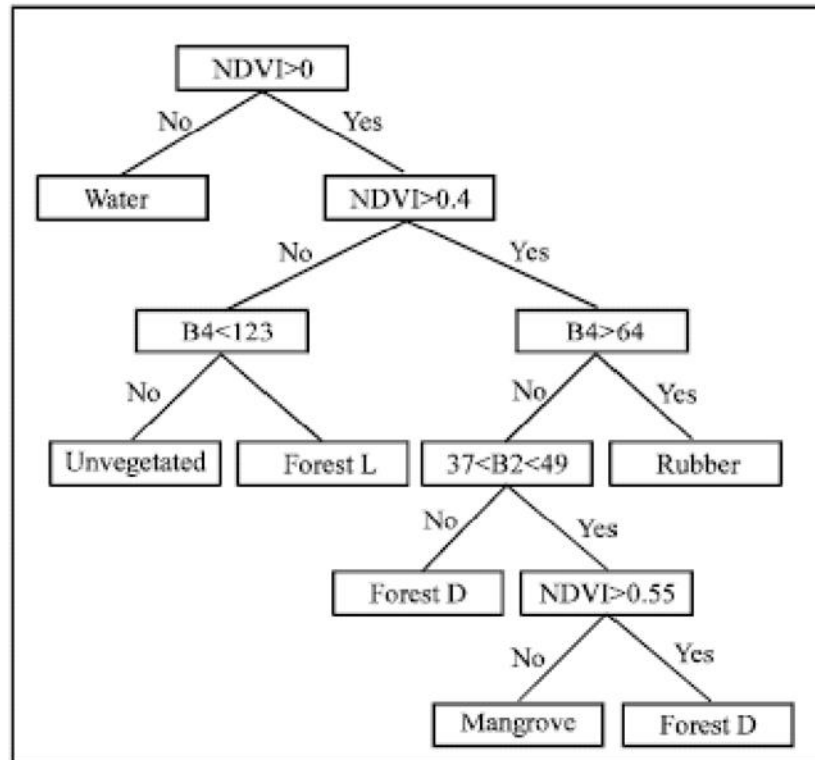 NDVI>0
No
Yes
Water
NDVI>0.4
No
Yes
B4<123
B4>64
No
No
Yes
Unvegetated
Forest L
37<B2<49
Rubber
No
Yes
Forest D
NDVI>0.55
No
Yes
Mangrove
Forest D